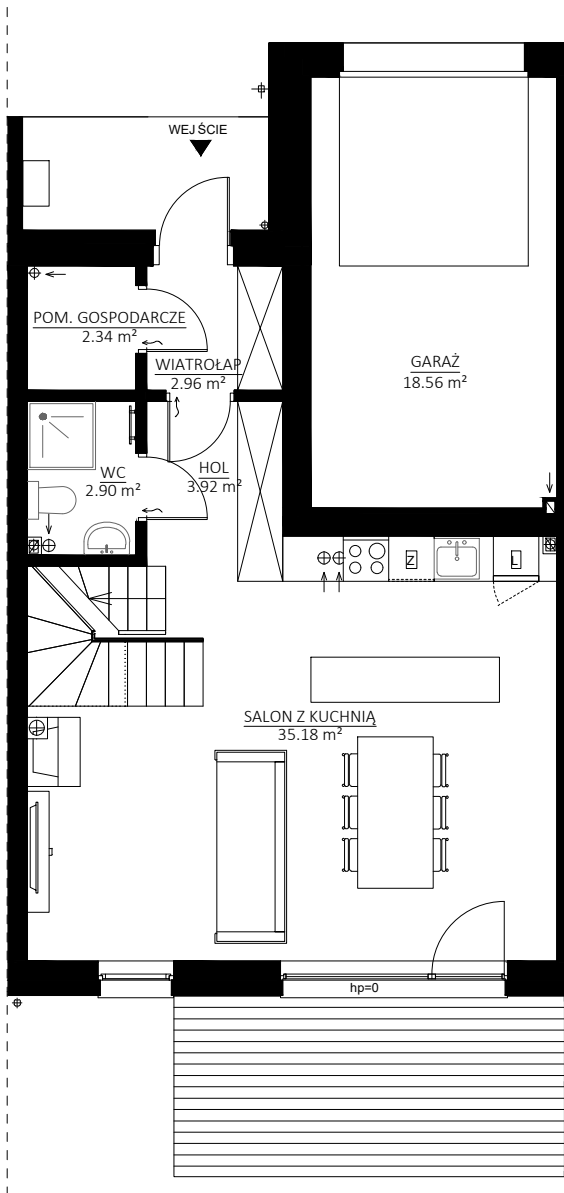 WEJŚCIE
POM. GOSPODARCZE
2.34 m²
WIATROŁAP
2.96 m²
GARAŻ
18.56 m²
WC
2.90 m²
HOL
3.92 m²
Z
L
SALON Z KUCHNIĄ
35.18 m²
hp=0